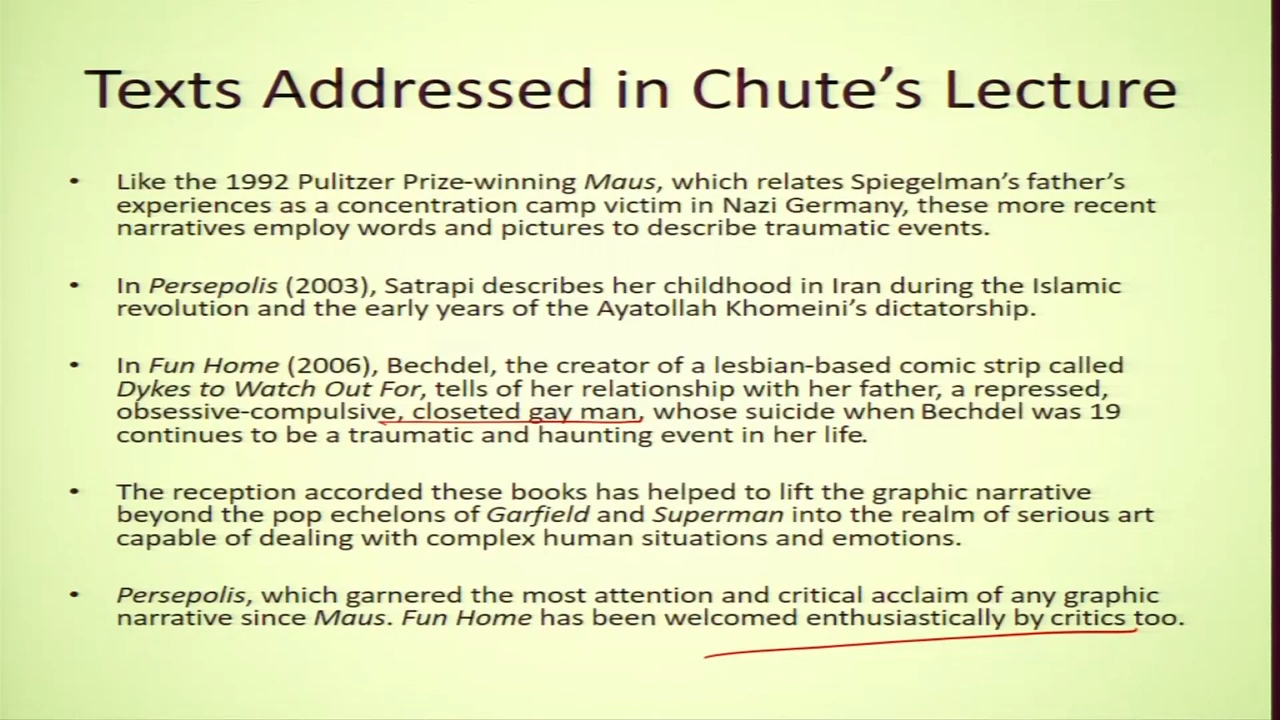 Texts Addressed in Chute's Lecture
• Like the 1992 Pulitzer Prize-winning Maus, which relates Spiegelman's father's
experiences as a concentration camp victim in Nazi Germany, these more recent
narratives employ words and pictures to describe traumatic events.
• In Persepolis (2003), Satrapi describes her childhood in Iran during the Islamic
revolution and the early years of the Ayatollah Khomeini's dictatorship.
• In Fun Home (2006), Bechdel, the creator of a lesbian-based comic strip called
Dykes to Watch Out For, tells of her relationship with her father, a repressed,
obsessive-compulsive, closeted gay man, whose suicide when Bechdel was 19
continues to be a traumatic and haunting event in her life.
• The reception accorded these books has helped to lift the graphic narrative
beyond the pop echelons of Garfield and Superman into the realm of serious art
capable of dealing with complex human situations and emotions.
• Persepolis, which garnered the most attention and critical acclaim of any graphic
narrative since Maus. Fun Home has been welcomed enthusiastically by critics too.